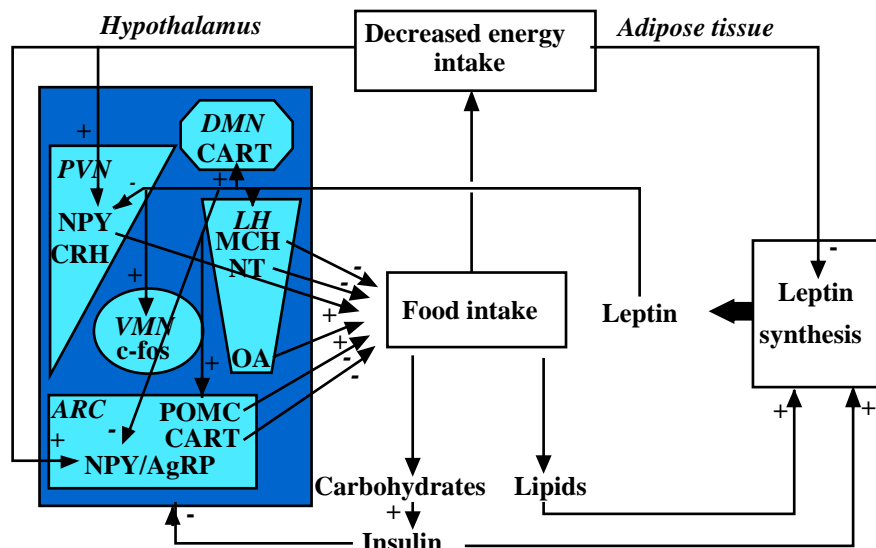 Hypothalamus
Decreased energy
intake
Adipose tissue
+
DMN
CART
PVN
-
+
NPY
CRH
LH
MCH
NT
-
-
+
+
-
-
Food intake
Leptin
-
Leptin
synthesis
+
VMN
c-fos
OA
+
ARC
+
-
POMC
CART
NPY/AgRP
+
+
Carbohydrates
Lipids
+
-
Insulin